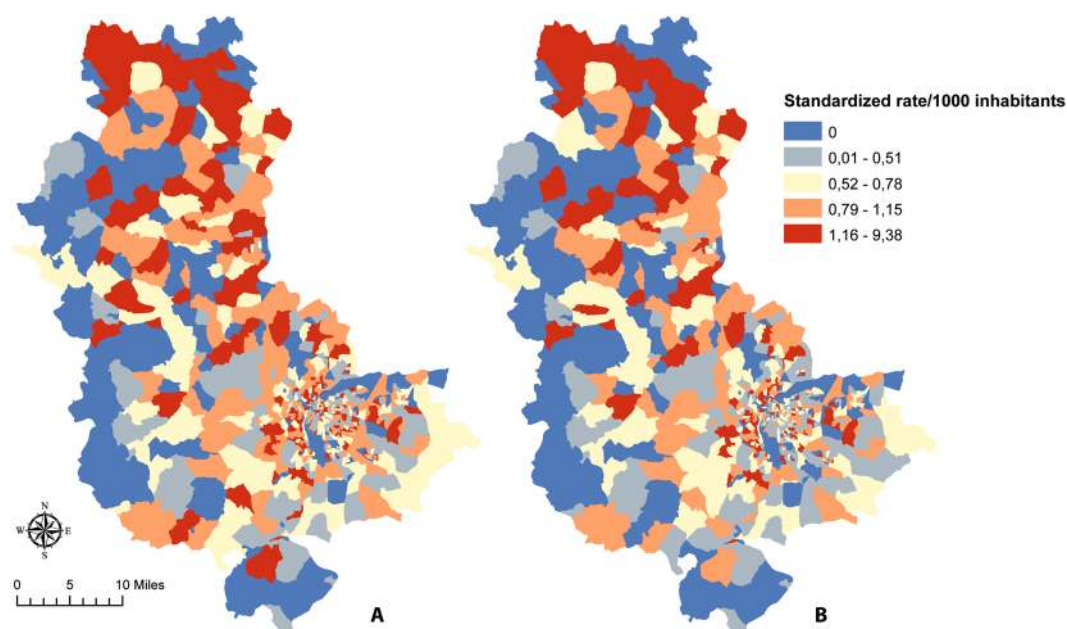 Standardized rate/1000 inhabitants
0
0,01 - 0,51
0,52 - 0,78
0,79 - 1,15
1,16 - 9,38
N
W E
S
0 5 10 Miles
A
B